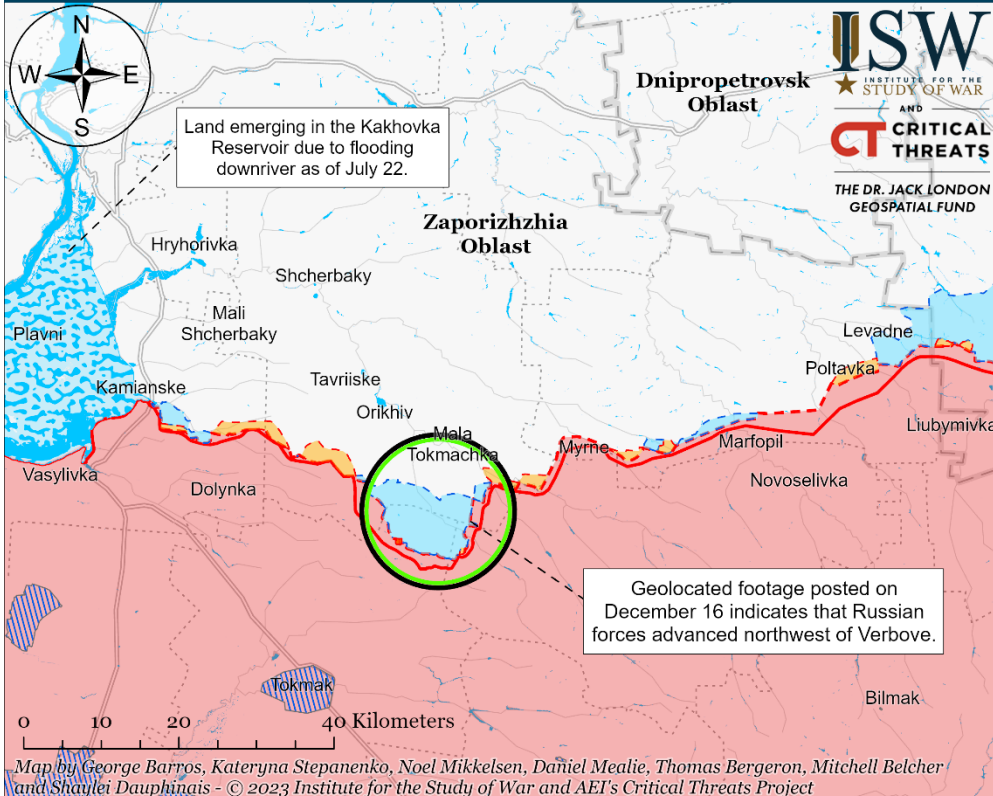 N
W
E
S
ISW
INSTITUTE FOR THE
STUDY OF WAR
AND
CT CRITICAL
THREATS
THE DR. JACK LONDON
GEOSPATIAL FUND
Dnipropetrovsk
Oblast
Land emerging in the Kakhovka
Reservoir due to flooding
downriver as of July 22.
Zaporizhzhia
Oblast
Hryhorivka
Shcherbaky
Mali
Shcherbaky
Plavni
Levadne
Poltavka
Kamianske
Tavriiske
Orikhiv
Mala
Tokmachka
Myrne
Marfopil
Liubymivka
Vasylivka
Dolynka
Novoselivka
Geolocated footage posted on
December 16 indicates that Russian
forces advanced northwest of Verbove.
Tokmak
Bilmak
0 10 20 40 Kilometers
Map by George Barros, Kateryna Stepanenko, Noel Mikkelsen, Daniel Mealie, Thomas Bergeron, Mitchell Belcher
and Shaylei Dauphinais - © 2023 Institute for the Study of War and AEI's Critical Threats Project